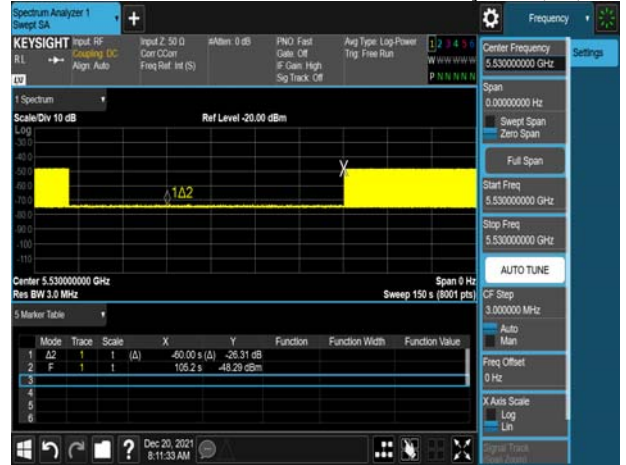 Spectrum Analyzer 1
Swept SA
+
Frequency
KEYSIGHT Input: RF Input Z: 50 Ω #Atten: 0 dB PNO: Fast Avg Type: Log-Power 1 2 3 4 5 6
RL Coupling: DC Corr CCorr Gate: Off Trig: Free Run W W W W W W
Align: Auto Freq Ref: Int (S) IF Gain: High P N N N N N
LXI Sig Track: Off
1 Spectrum
Scale/Div 10 dB Ref Level -20.00 dBm
Log
-30.0
-40.0
-50.0
-60.0
-70.0
-80.0
-90.0
-100
-110
1Δ2
X
Center 5.530000000 GHz Span 0 Hz
Res BW 3.0 MHz Sweep 150 s (8001 pts)
5 Marker Table
Mode Trace Scale X Y Function Function Width Function Value
1 Δ2 1 t (Δ) -60.00 s (Δ) -26.31 dB
2 F 1 t 105.2 s -48.29 dBm
3
4
5
6
? Dec 20, 2021
8:11:33 AM
Center Frequency
5.530000000 GHz
Settings
Span
0.00000000 Hz
Swept Span
Zero Span
Full Span
Start Freq
5.530000000 GHz
Stop Freq
5.530000000 GHz
AUTO TUNE
CF Step
3.000000 MHz
Auto
Man
Freq Offset
0 Hz
X Axis Scale
Log
Lin
Signal Track
(Span Zoom)